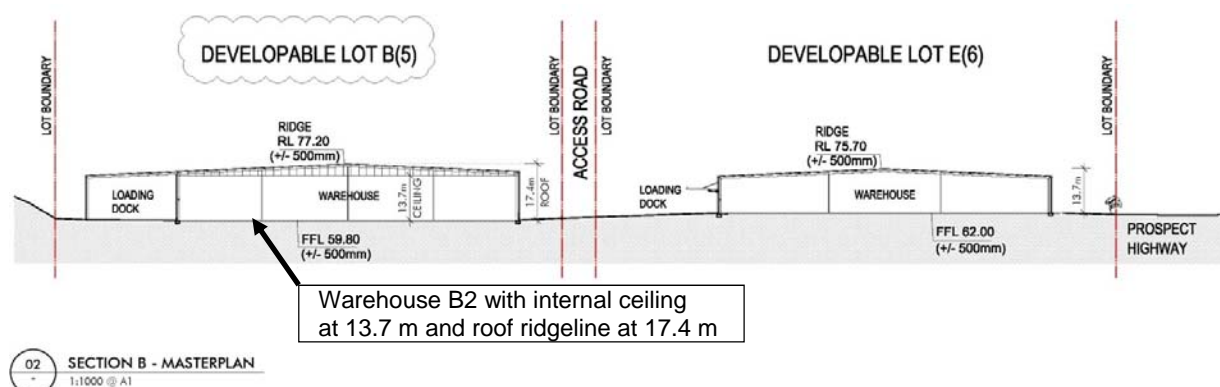 DEVELOPABLE LOT B(5)
DEVELOPABLE LOT E(6)
LOT BOUNDARY
LOT BOUNDARY
ACCESS ROAD
LOT BOUNDARY
LOT BOUNDARY
RIDGE
RL 77.20
(+/- 500mm)
RIDGE
RL 75.70
(+/- 500mm)
LOADING
DOCK
WAREHOUSE
13.7m
CEILING
17.4m
ROOF
LOADING
DOCK
WAREHOUSE
13.7m
FFL 59.80
(+/- 500mm)
FFL 62.00
(+/- 500mm)
PROSPECT
HIGHWAY
Warehouse B2 with internal ceiling
at 13.7 m and roof ridgeline at 17.4 m
02
-
SECTION B - MASTERPLAN
1:1000 @ A1